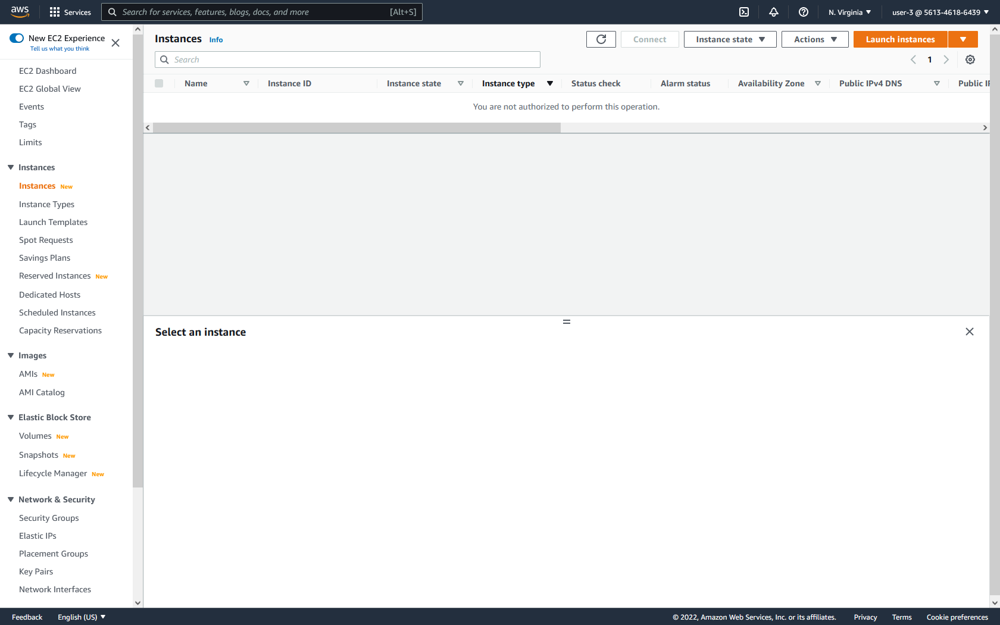 aws
Services
Search for services, features, blogs, docs, and more [Alt+S]
N. Virginia
user-3 @ 5613-4618-6439
New EC2 Experience
Tell us what you think
EC2 Dashboard
EC2 Global View
Events
Tags
Limits
Instances
Instances New
Instance Types
Launch Templates
Spot Requests
Savings Plans
Reserved Instances New
Dedicated Hosts
Scheduled Instances
Capacity Reservations
Images
AMIs New
AMI Catalog
Elastic Block Store
Volumes New
Snapshots New
Lifecycle Manager New
Network & Security
Security Groups
Elastic IPs
Placement Groups
Key Pairs
Network Interfaces
Instances Info
Connect
Instance state
Actions
Launch instances
Search
1
Name Instance ID Instance state Instance type Status check Alarm status Availability Zone Public IPv4 DNS Public IP
You are not authorized to perform this operation.
Select an instance
Feedback English (US) © 2022, Amazon Web Services, Inc. or its affiliates. Privacy Terms Cookie preferences